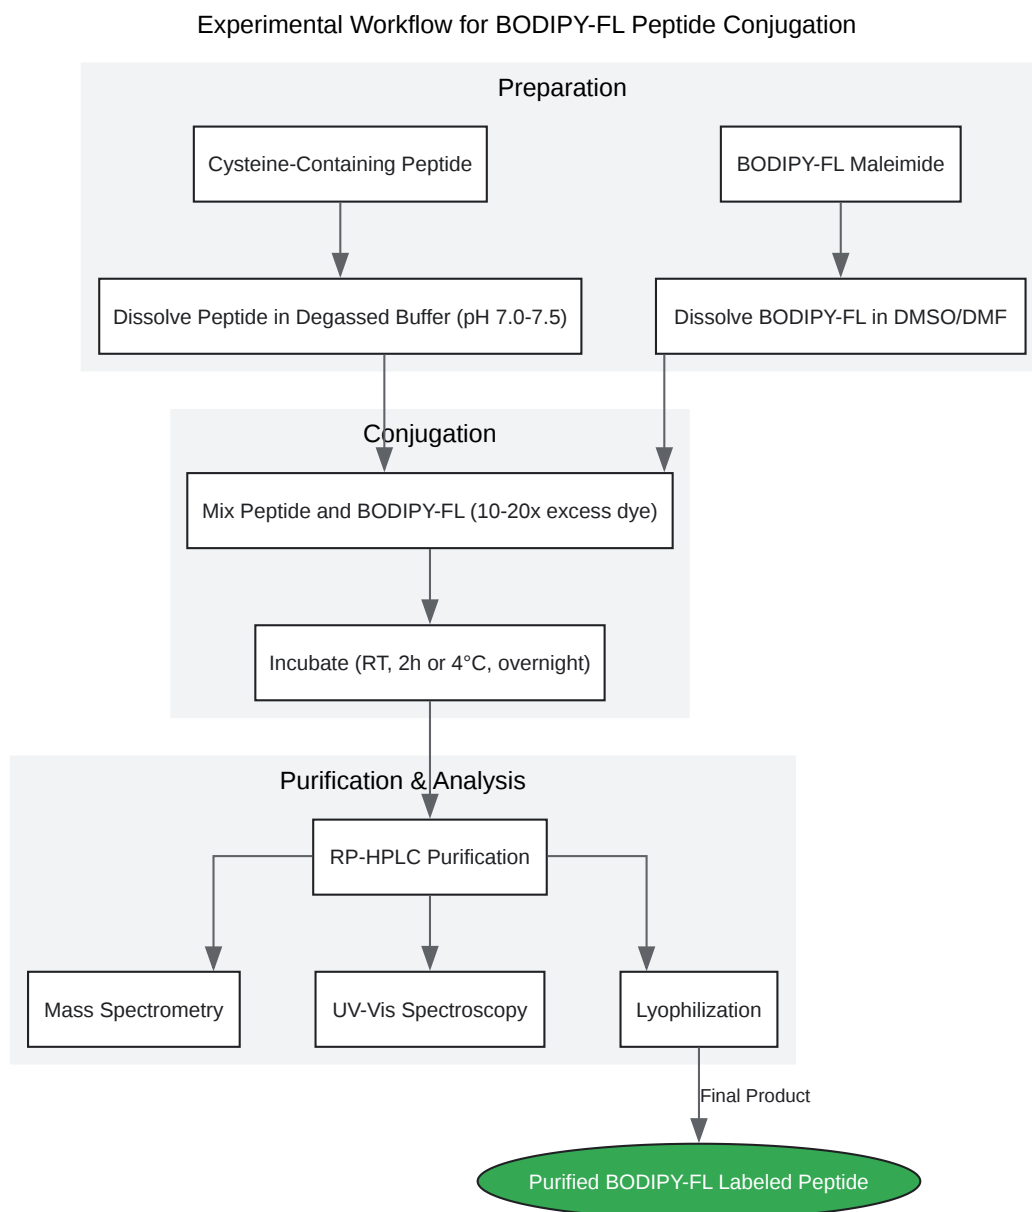 Experimental Workflow for BODIPY-FL Peptide Conjugation
Preparation
Cysteine-Containing Peptide
BODIPY-FL Maleimide
Dissolve Peptide in Degassed Buffer (pH 7.0-7.5)
Dissolve BODIPY-FL in DMSO/DMF
Conjugation
Mix Peptide and BODIPY-FL (10-20x excess dye)
Incubate (RT, 2h or 4°C, overnight)
Purification & Analysis
RP-HPLC Purification
Mass Spectrometry
UV-Vis Spectroscopy
Lyophilization
Final Product
Purified BODIPY-FL Labeled Peptide